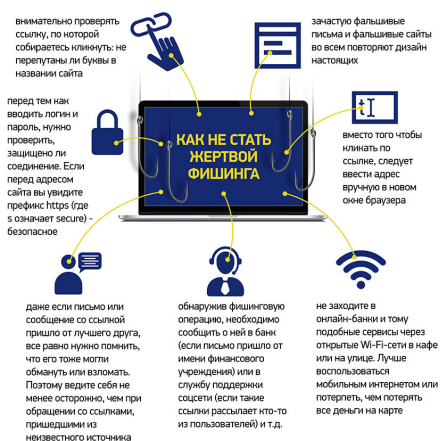 внимательно проверять
ссылку, по которой
собираетесь кликнуть: не
перепутаны ли буквы в
названии сайта
зачастую фальшивые
письма и фальшивые сайты
во всем повторяют дизайн
настоящих
перед тем как
вводить логин и
пароль, нужно
проверить,
защищено ли
соединение. Если
перед адресом
сайта вы увидите
префикс https (где
s означает secure) -
безопасное
КАК НЕ СТАТЬ
ЖЕРТВОЙ
ФИШИНГА
t
вместо того чтобы
кликать по
ссылке, следует
ввести адрес
вручную в новом
окне браузера
даже если письмо или
сообщение со ссылкой
пришло от лучшего друга,
все равно нужно помнить,
что его тоже могли
обмануть или взломать.
Поэтому ведите себя не
менее осторожно, чем при
обращении со ссылками,
пришедшими из
неизвестного источника
обнаружив фишинговую
операцию, необходимо
сообщить о ней в банк
(если письмо пришло от
имени финансового
учреждения) или в
службу поддержки
соцсети (если такие
ссылки рассылает кто-то
из пользователей) и т.д.
не заходите в
онлайн-банки и тому
подобные сервисы через
открытые Wi-Fi-сети в кафе
или на улице. Лучше
воспользоваться
мобильным интернетом или
потерпеть, чем потерять
все деньги на карте